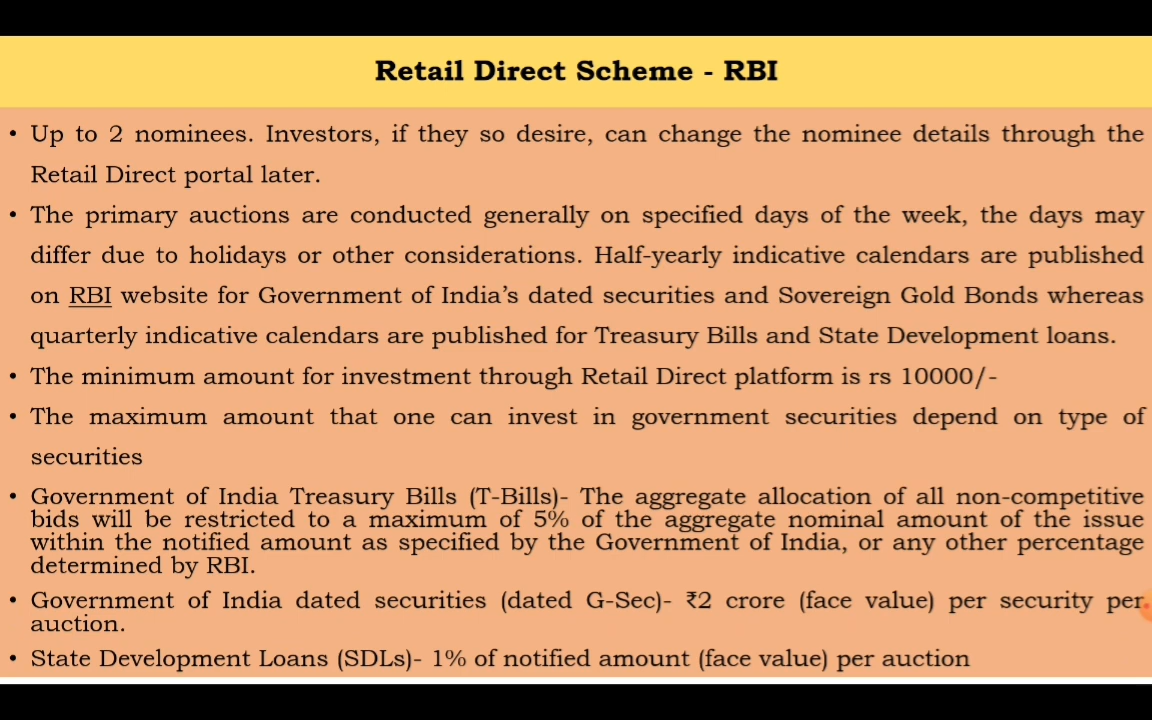 Retail Direct Scheme - RBI
• Up to 2 nominees. Investors, if they so desire, can change the nominee details through the
Retail Direct portal later.
• The primary auctions are conducted generally on specified days of the week, the days may
differ due to holidays or other considerations. Half-yearly indicative calendars are published
on RBI website for Government of India’s dated securities and Sovereign Gold Bonds whereas
quarterly indicative calendars are published for Treasury Bills and State Development loans.
• The minimum amount for investment through Retail Direct platform is rs 10000/-
• The maximum amount that one can invest in government securities depend on type of
securities
• Government of India Treasury Bills (T-Bills)- The aggregate allocation of all non-competitive
bids will be restricted to a maximum of 5% of the aggregate nominal amount of the issue
within the notified amount as specified by the Government of India, or any other percentage
determined by RBI.
• Government of India dated securities (dated G-Sec)- ₹2 crore (face value) per security per
auction.
• State Development Loans (SDLs)- 1% of notified amount (face value) per auction